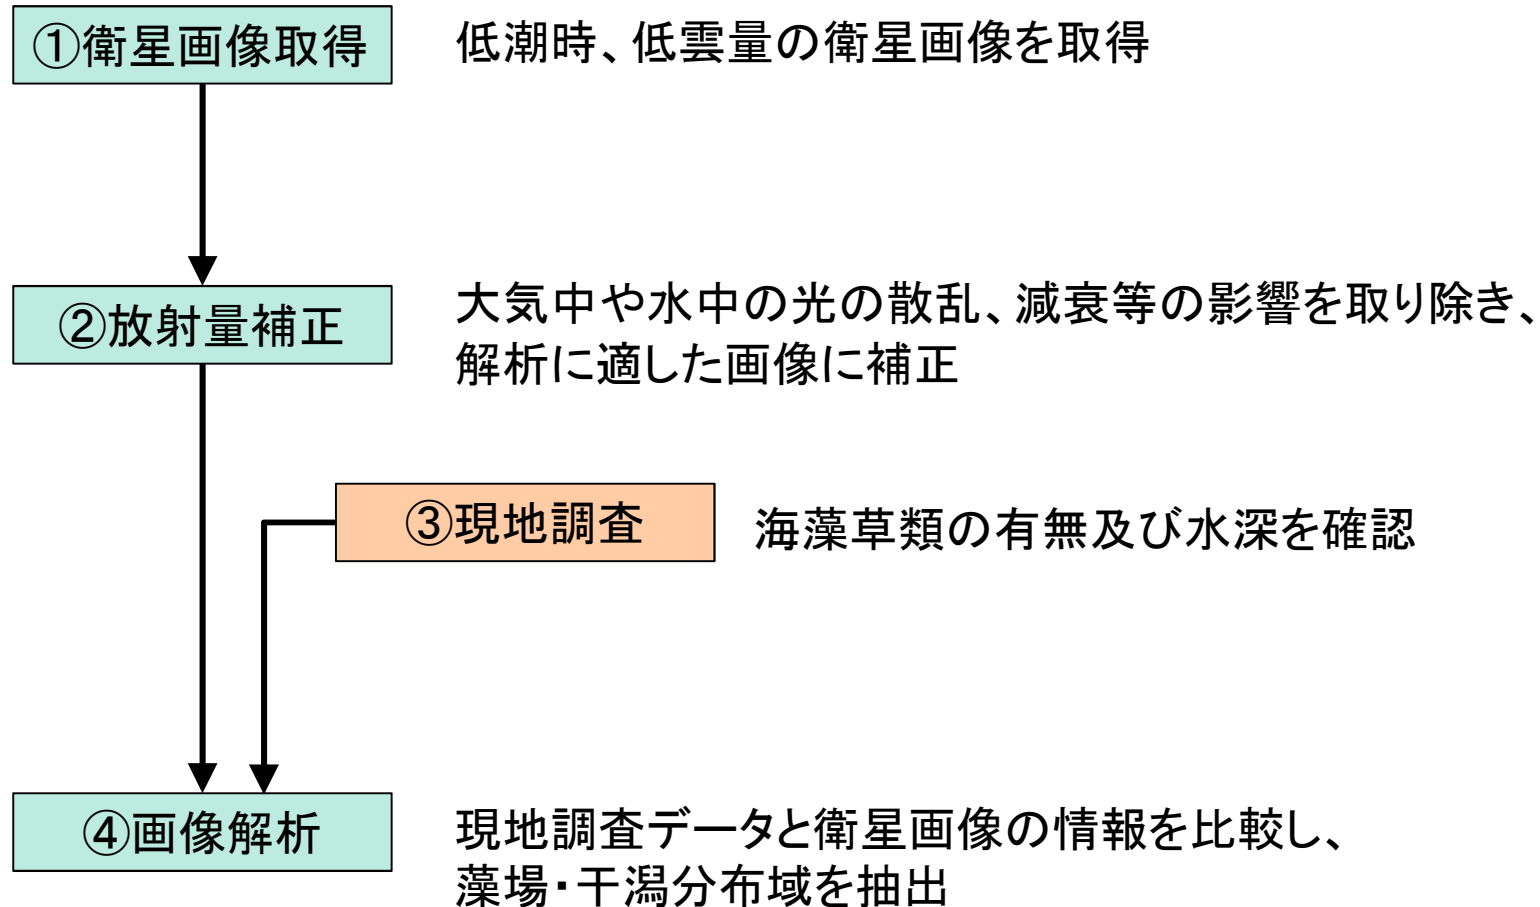 ①衛星画像取得
低潮時、低雲量の衛星画像を取得
②放射量補正
大気中や水中の光の散乱、減衰等の影響を取り除き、
解析に適した画像に補正
③現地調査
海藻草類の有無及び水深を確認
④画像解析
現地調査データと衛星画像の情報を比較し、
藻場・干潟分布域を抽出